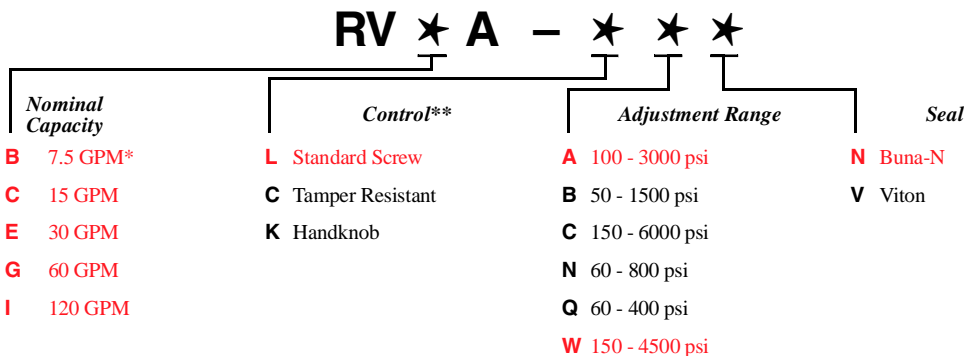 RV ★ A – ★ ★ ★
Nominal Capacity
B 7.5 GPM*
C 15 GPM
E 30 GPM
G 60 GPM
I 120 GPM
Control**
L Standard Screw
C Tamper Resistant
K Handknob
Adjustment Range
A 100 - 3000 psi
B 50 - 1500 psi
C 150 - 6000 psi
N 60 - 800 psi
Q 60 - 400 psi
W 150 - 4500 psi
Seal
N Buna-N
V Viton